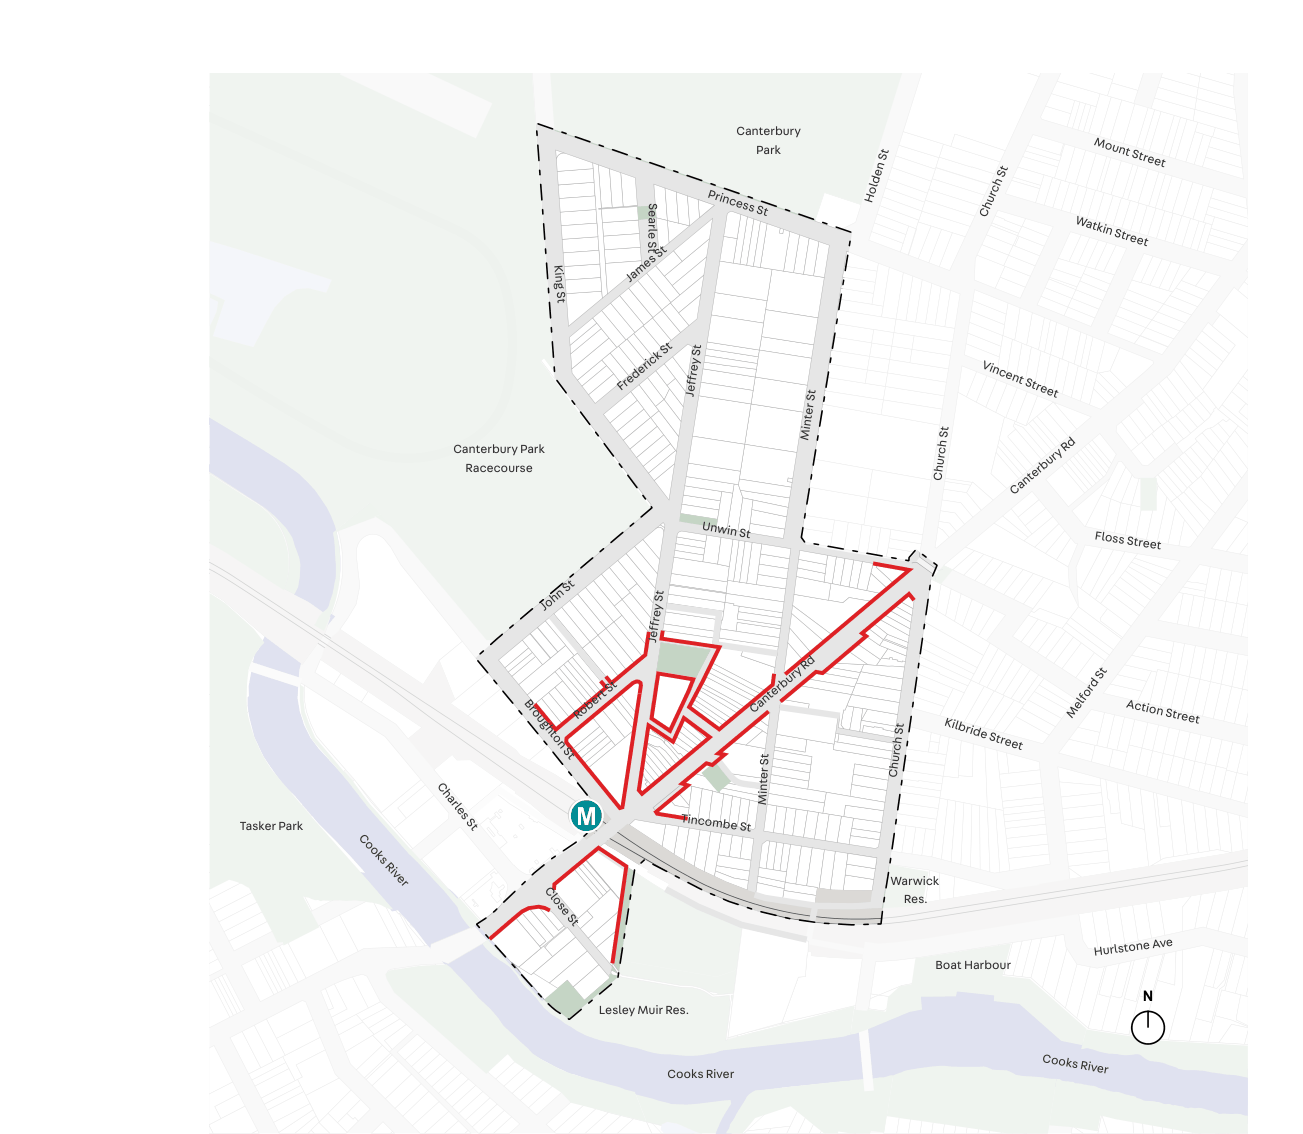 Canterbury
Park
Mount Street
Holden St
Church St
Princess St
Searle St
Watkin Street
James St
King St
Frederick St
Jeffrey St
Vincent Street
Minter St
Canterbury Park
Racecourse
Church St
Canterbury Rd
Unwin St
Floss Street
John St
Jeffrey St
Canterbury Rd
Robert St
Broughton St
Melford St
Action Street
Kilbride Street
Church St
Minter St
Charles St
M
Tincombe St
Tasker Park
Cooks River
Warwick
Res.
Close St
Hurlstone Ave
Boat Harbour
N
Lesley Muir Res.
Cooks River
Cooks River